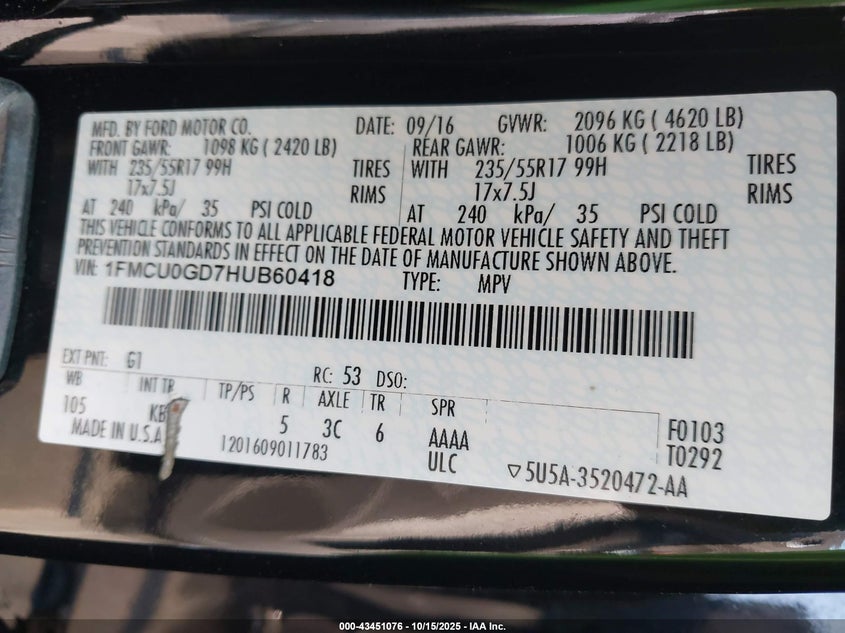 MFD. BY FORD MOTOR CO. DATE: 09/16 GVWR: 2096 KG ( 4620 LB)
FRONT GAWR: 1098 KG ( 2420 LB) REAR GAWR: 1006 KG ( 2218 LB)
WITH 235/55R17 99H TIRES WITH 235/55R17 99H TIRES
17x7.5J RIMS 17x7.5J RIMS
AT 240 kPa/ 35 PSI COLD AT 240 kPa/ 35 PSI COLD
THIS VEHICLE CONFORMS TO ALL APPLICABLE FEDERAL MOTOR VEHICLE SAFETY AND THEFT
PREVENTION STANDARDS IN EFFECT ON THE DATE OF MANUFACTURE SHOWN ABOVE.
VIN: 1FMCU0GD7HUB60418 TYPE: MPV
EXT PNT: G1 RC: 53 DSO:
WB INT TR TP/PS R AXLE TR SPR
105 KB 5 3C 6 AAAA F0103
MADE IN U.S.A 1201609011783 ULC T0292
5U5A-3520472-AA
000-43451076 - 10/15/2025 - IAA Inc.